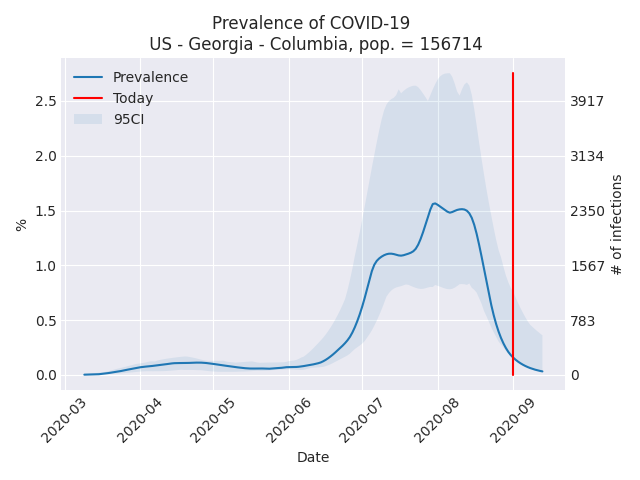 Prevalence of COVID-19
US - Georgia - Columbia, pop. = 156714
Prevalence
Today
95CI
2.5
2.0
1.5
1.0
0.5
0.0
%
3917
3134
2350
1567
783
0
# of infections
2020-03
2020-04
2020-05
2020-06
2020-07
2020-08
2020-09
Date